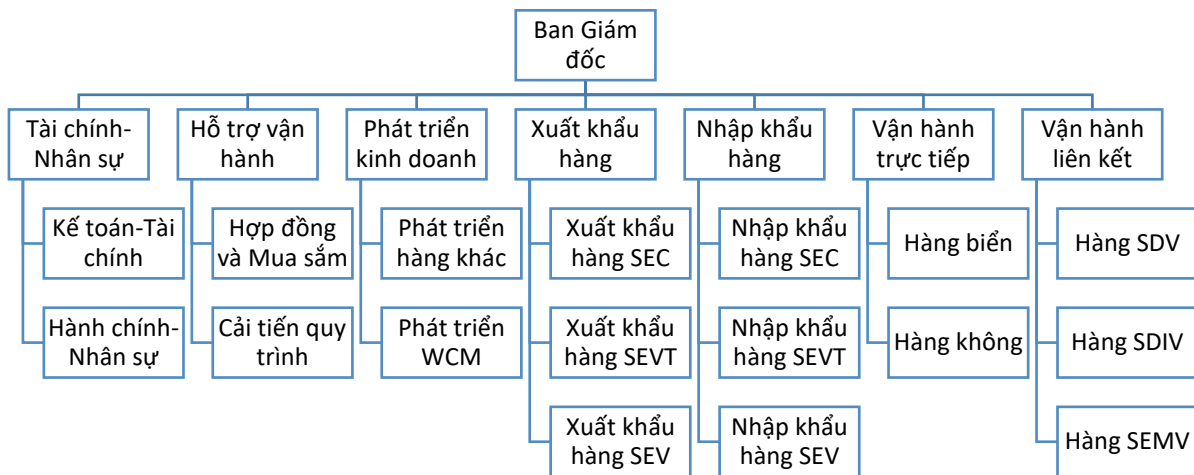 Ban Giám
đốc
Tài chính-
Nhân sự
Kế toán-Tài
chính
Hành chính-
Nhân sự
Hỗ trợ vận
hành
Hợp đồng
và Mua sắm
Cải tiến quy
trình
Phát triển
kinh doanh
Phát triển
hàng khác
Phát triển
WCM
Xuất khẩu
hàng
Xuất khẩu
hàng SEC
Xuất khẩu
hàng SEVT
Xuất khẩu
hàng SEV
Nhập khẩu
hàng
Nhập khẩu
hàng SEC
Nhập khẩu
hàng SEVT
Nhập khẩu
hàng SEV
Vận hành
trực tiếp
Hàng biển
Hàng không
Vận hành
liên kết
Hàng SDV
Hàng SDIV
Hàng SEMV